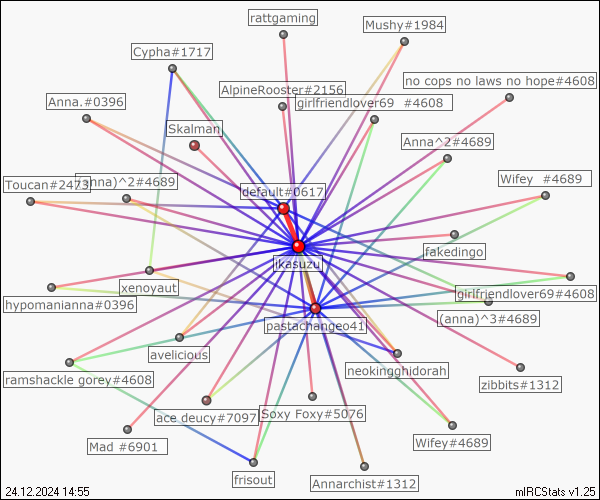 rattgaming
Mushy#1984
Cypha#1717
no cops no laws no hope#4608
AlpineRooster#2156
Anna.#0396
girlfriendlover69 #4608
Skalman
Anna^2#4689
Toucan#2473
(anna)^2#4689
Wifey #4689
default#0617
fakedingo
ikasuzu
xenoyaut
girlfriendlover69#4608
hypomanianna#0396
(anna)^3#4689
pastachangeo41
avelicious
neokingghidorah
ramshackle gorey#4608
zibbits#1312
ace deucy#7097
Soxy Foxy#5076
Mad #6901
Wifey#4689
frisout
Annarchist#1312
24.12.2024 14:55
mIRCStats v1.25